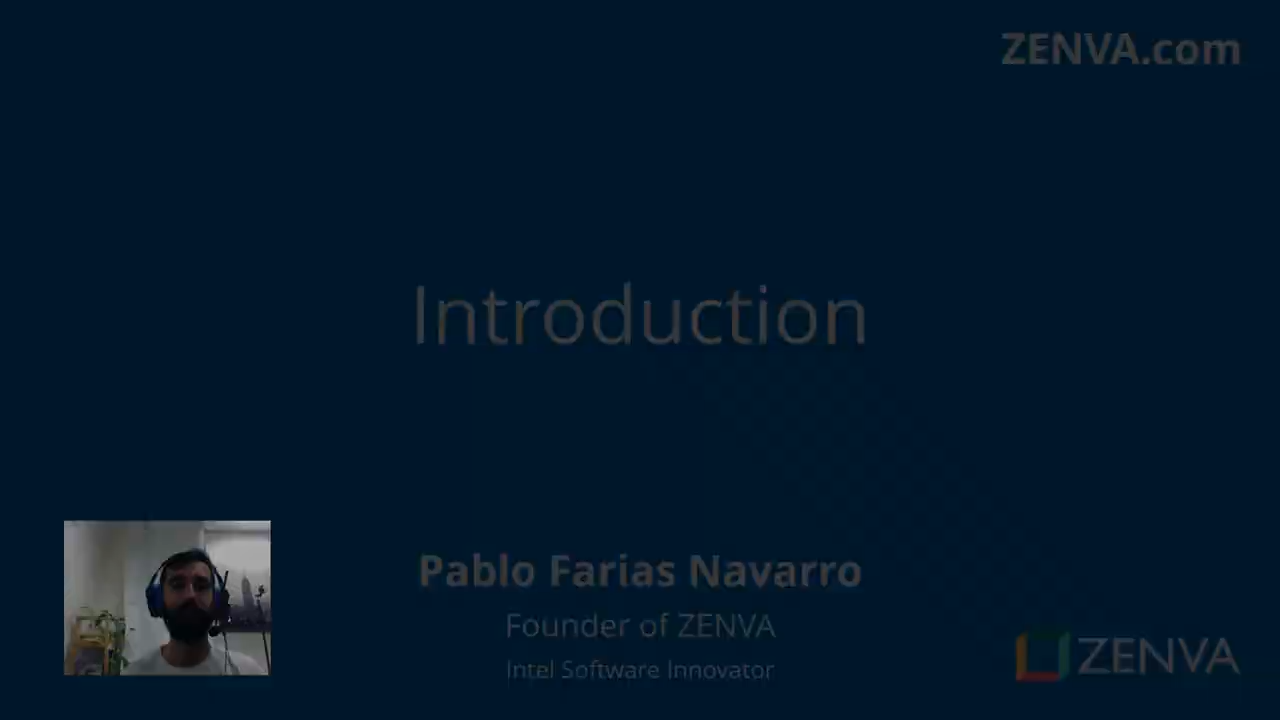 ZENVA.com
Introduction
Pablo Farias Navarro
Founder of ZENVA
Intel Software Innovator
ZENVA